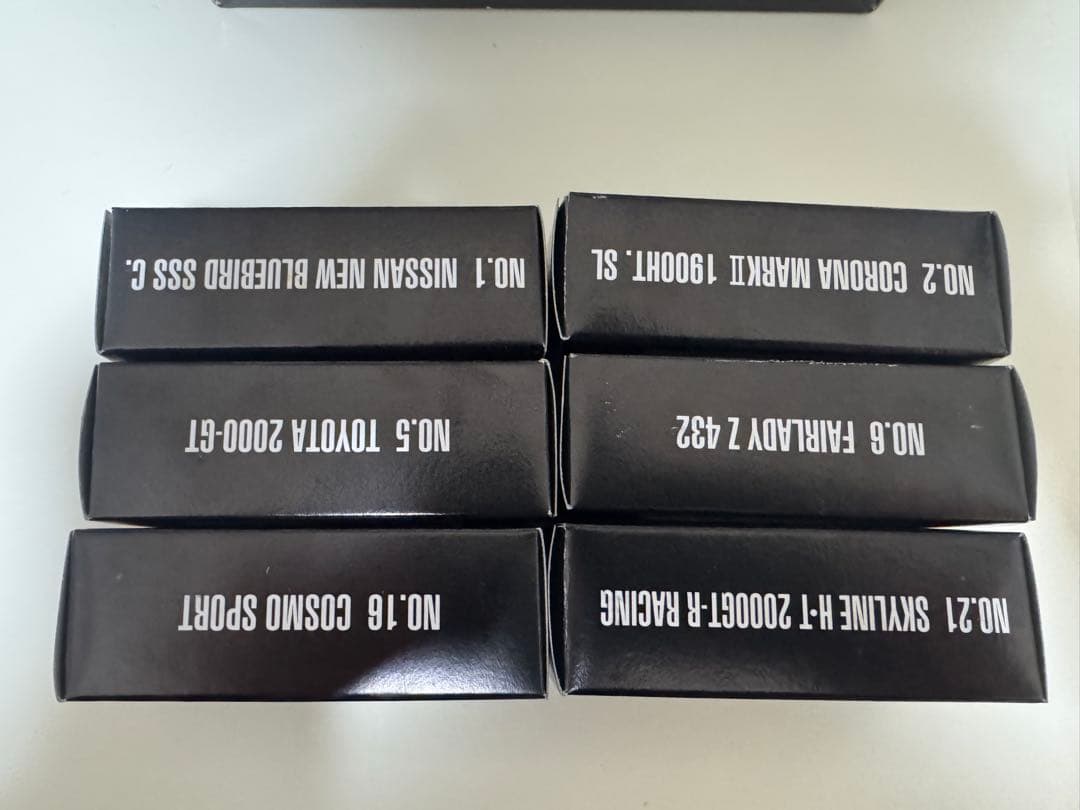 NO.1 NISSAN NEW BLUEBIRD SSS C.
NO.2 CORONA MARKⅡ 1900HT. SL
NO.5 TOYOTA 2000-GT
NO.6 FAIRLADY Z 432
NO.16 COSMO SPORT
NO.21 SKYLINE H·T 2000GT-R RACING